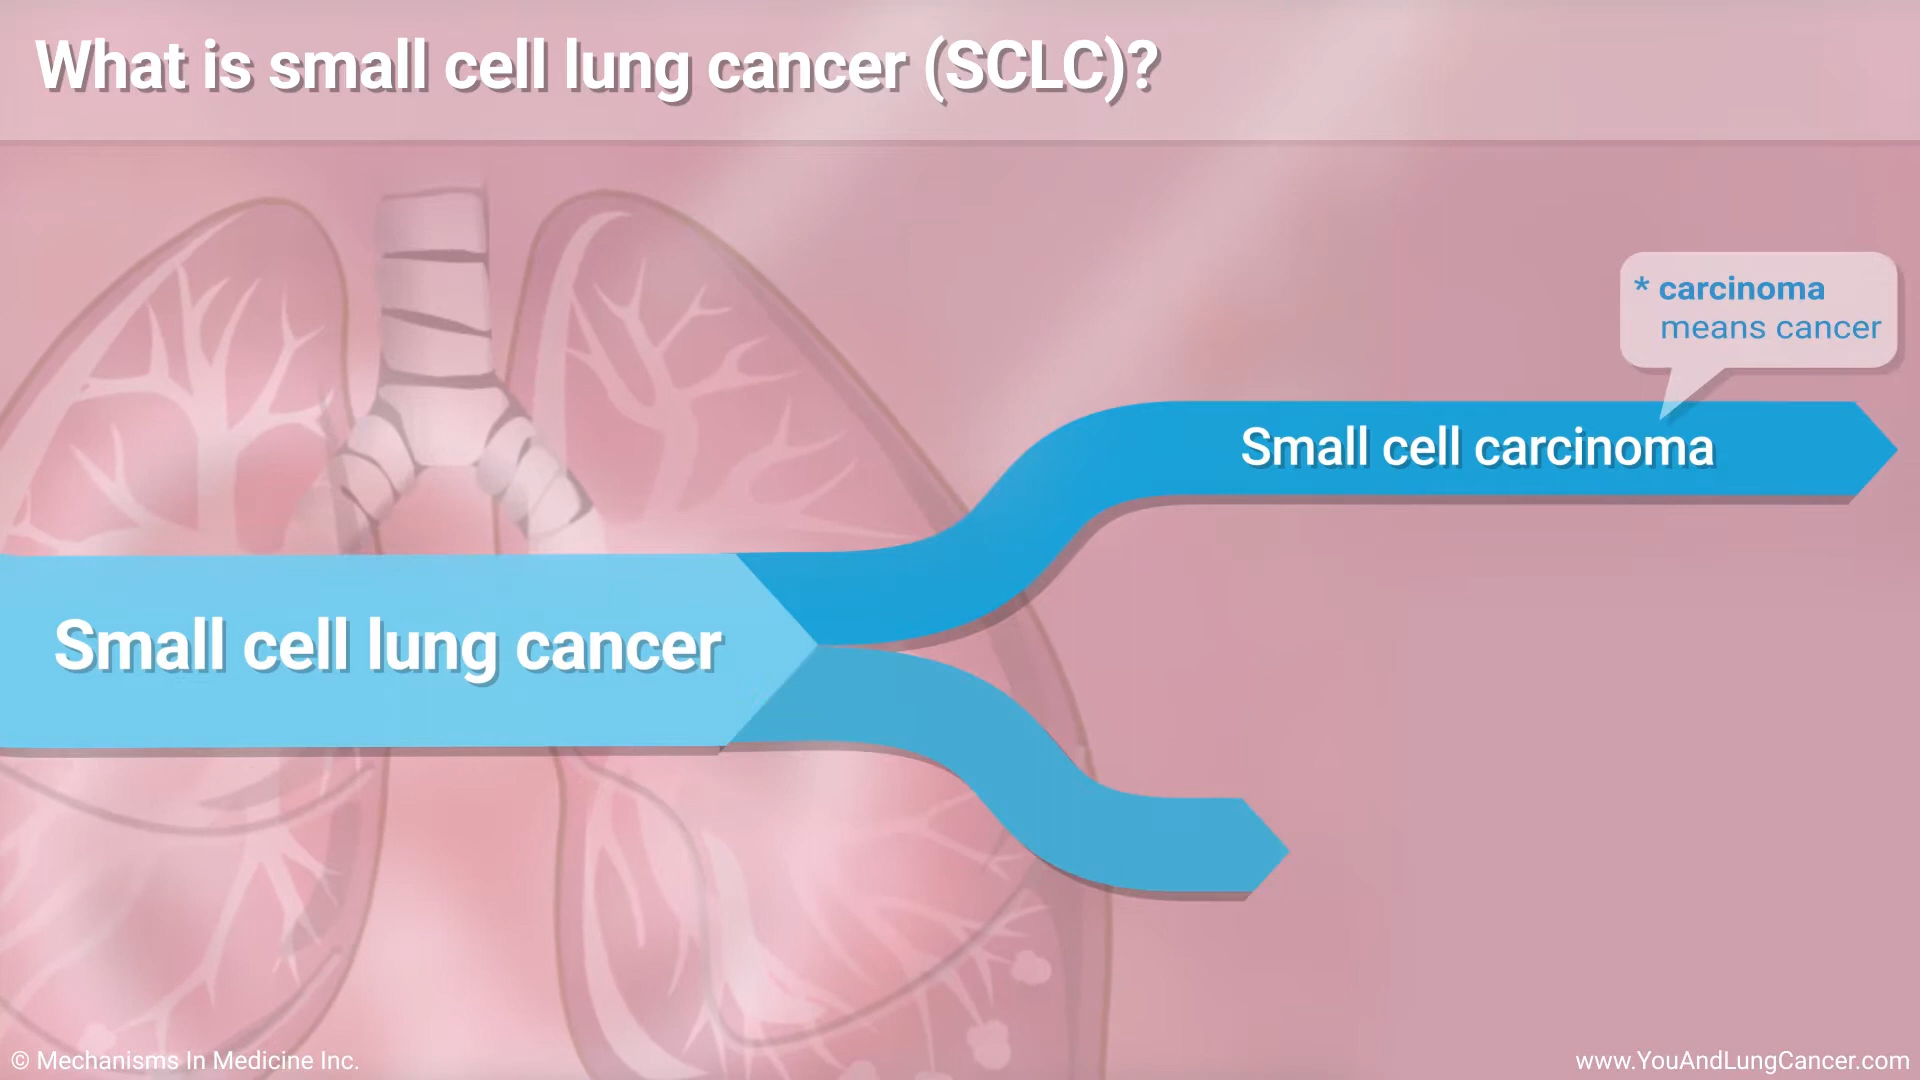 What is small cell lung cancer (SCLC)?
* carcinoma
means cancer
Small cell carcinoma
Small cell lung cancer
© Mechanisms In Medicine Inc.
www.YouAndLungCancer.com